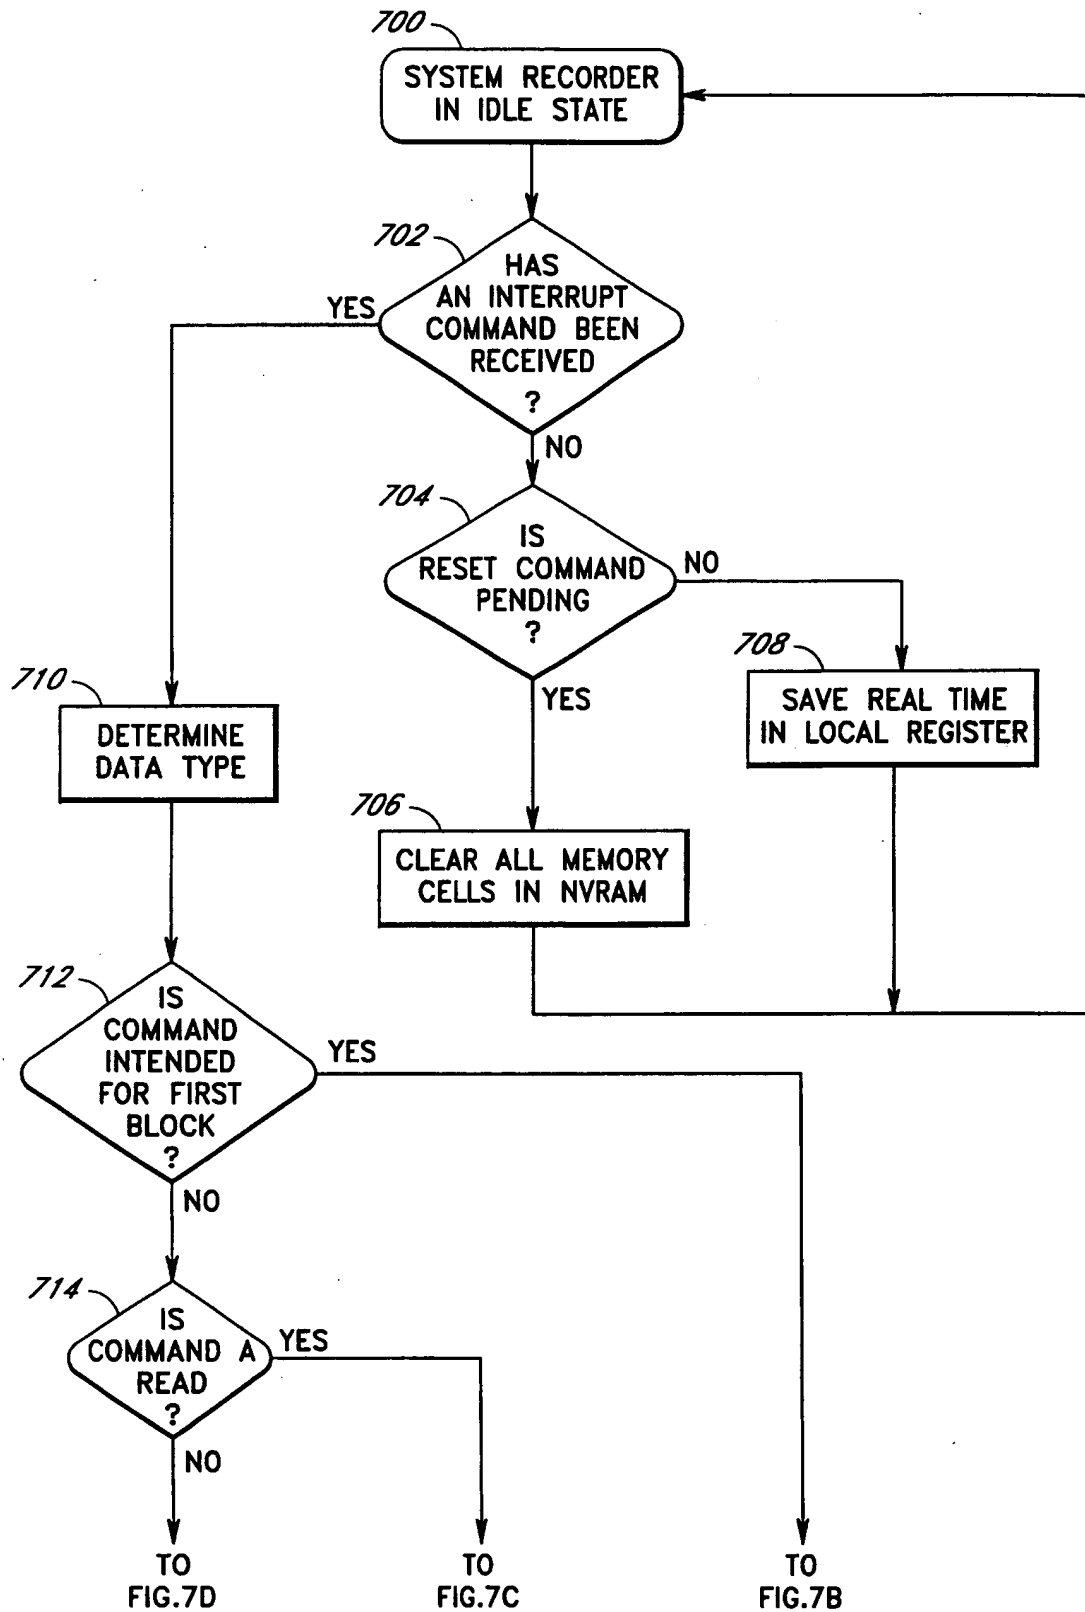 700
SYSTEM RECORDER
IN IDLE STATE
702
HAS
AN INTERRUPT
COMMAND BEEN
RECEIVED
?
YES
NO
704
IS
RESET COMMAND
PENDING
?
NO
YES
708
SAVE REAL TIME
IN LOCAL REGISTER
710
DETERMINE
DATA TYPE
706
CLEAR ALL MEMORY
CELLS IN NVRAM
712
IS
COMMAND
INTENDED
FOR FIRST
BLOCK
?
YES
NO
714
IS
COMMAND A
READ
?
YES
NO
TO
FIG.7D
TO
FIG.7C
TO
FIG.7B